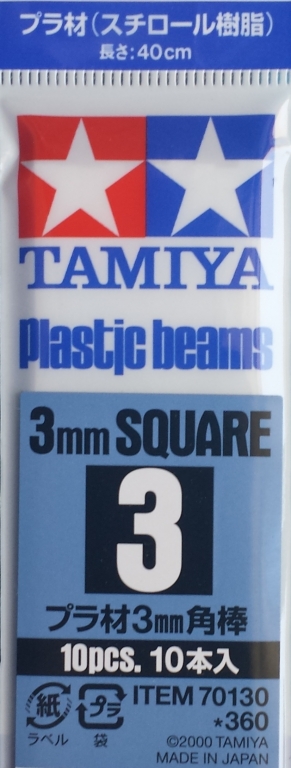 プラ材(スチロール樹脂)
長さ:40cm
TAMIYA
Plastic beams
3mm SQUARE
3
プラ材3mm角棒
10pcs. 10本入
紙 プラ ITEM 70130
ラベル 袋 *360
©2000 TAMIYA
MADE IN JAPAN